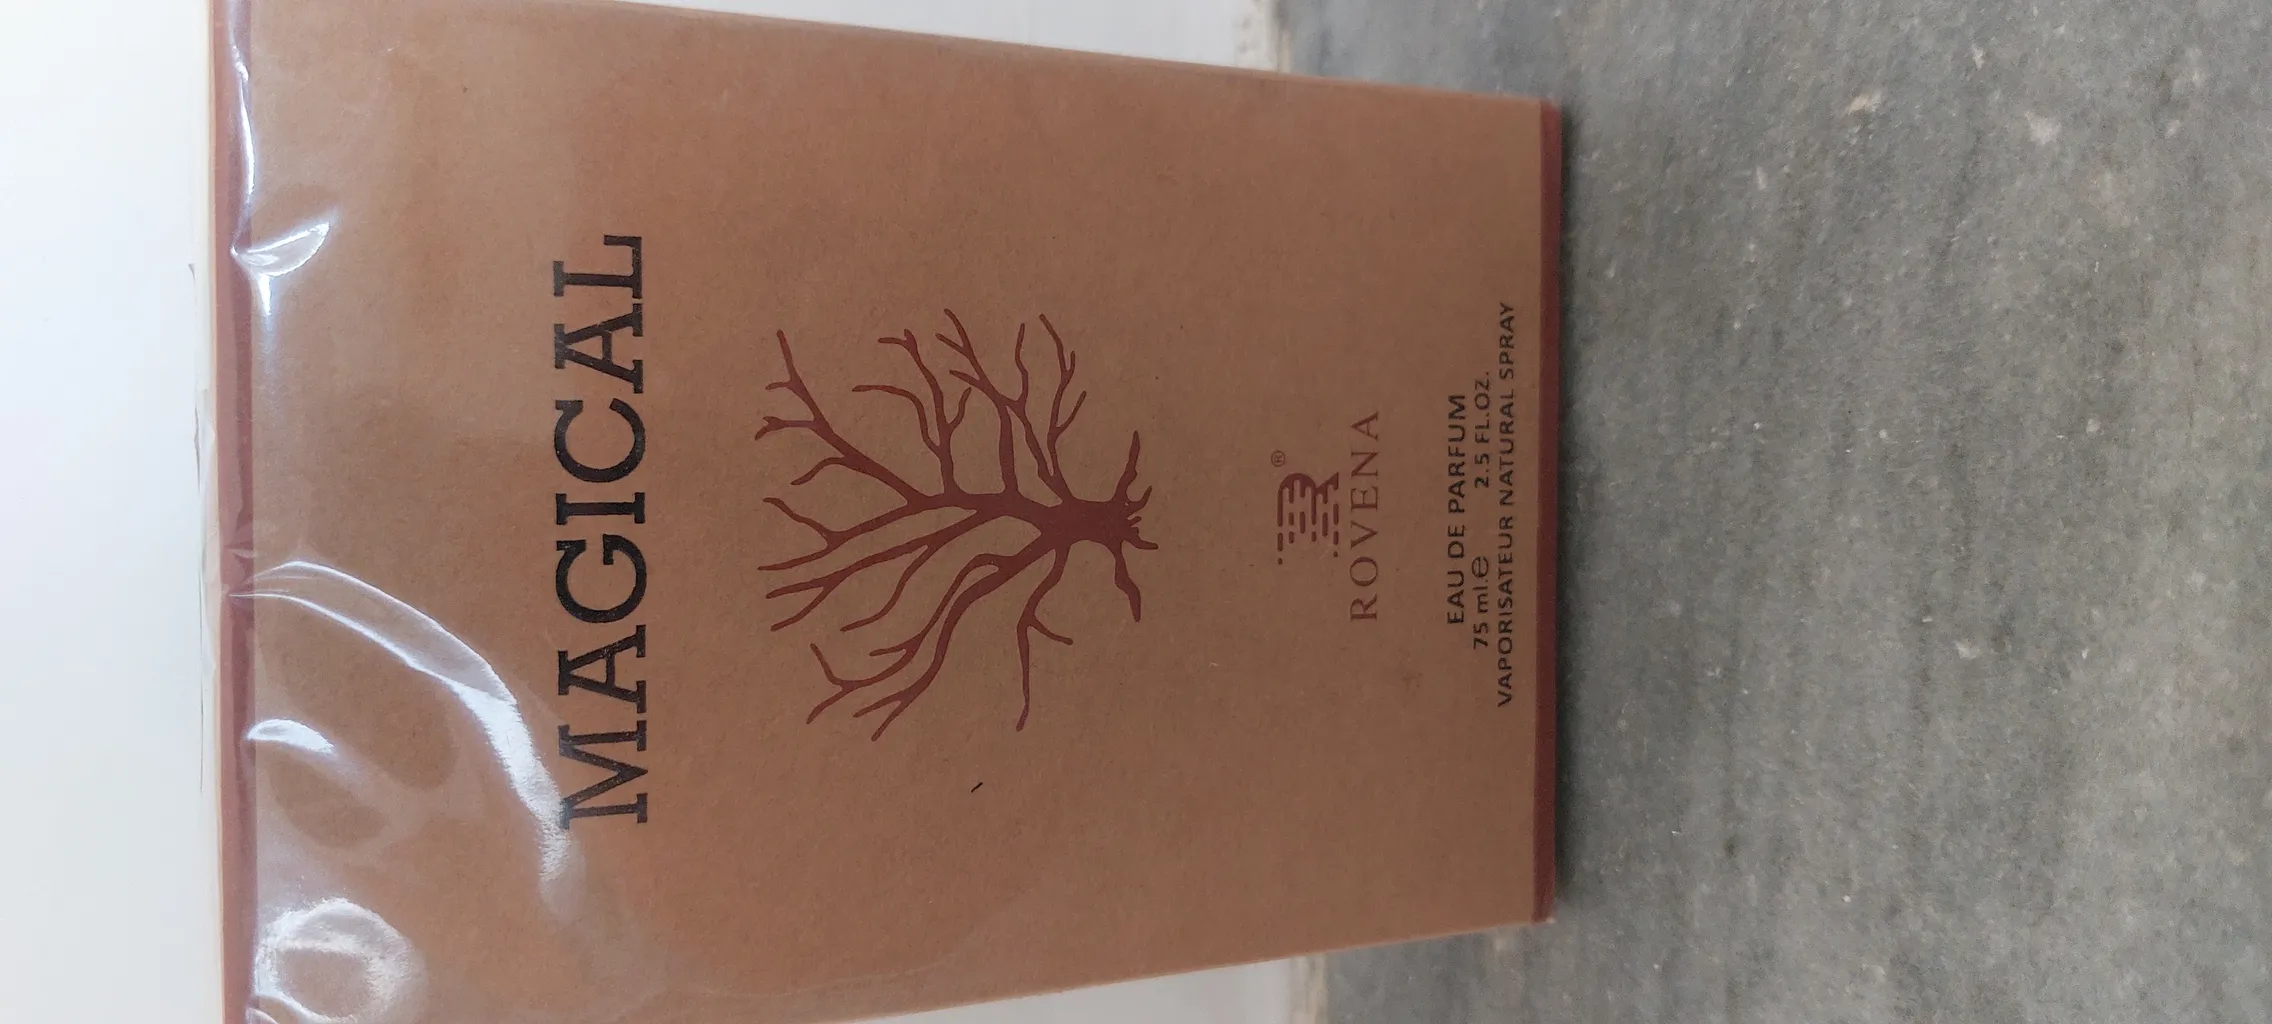 MAGICAL
R®
ROVENA
EAU DE PARFUM
75 ml.e 2.5 FL.OZ.
VAPORISATEUR NATURAL SPRAY